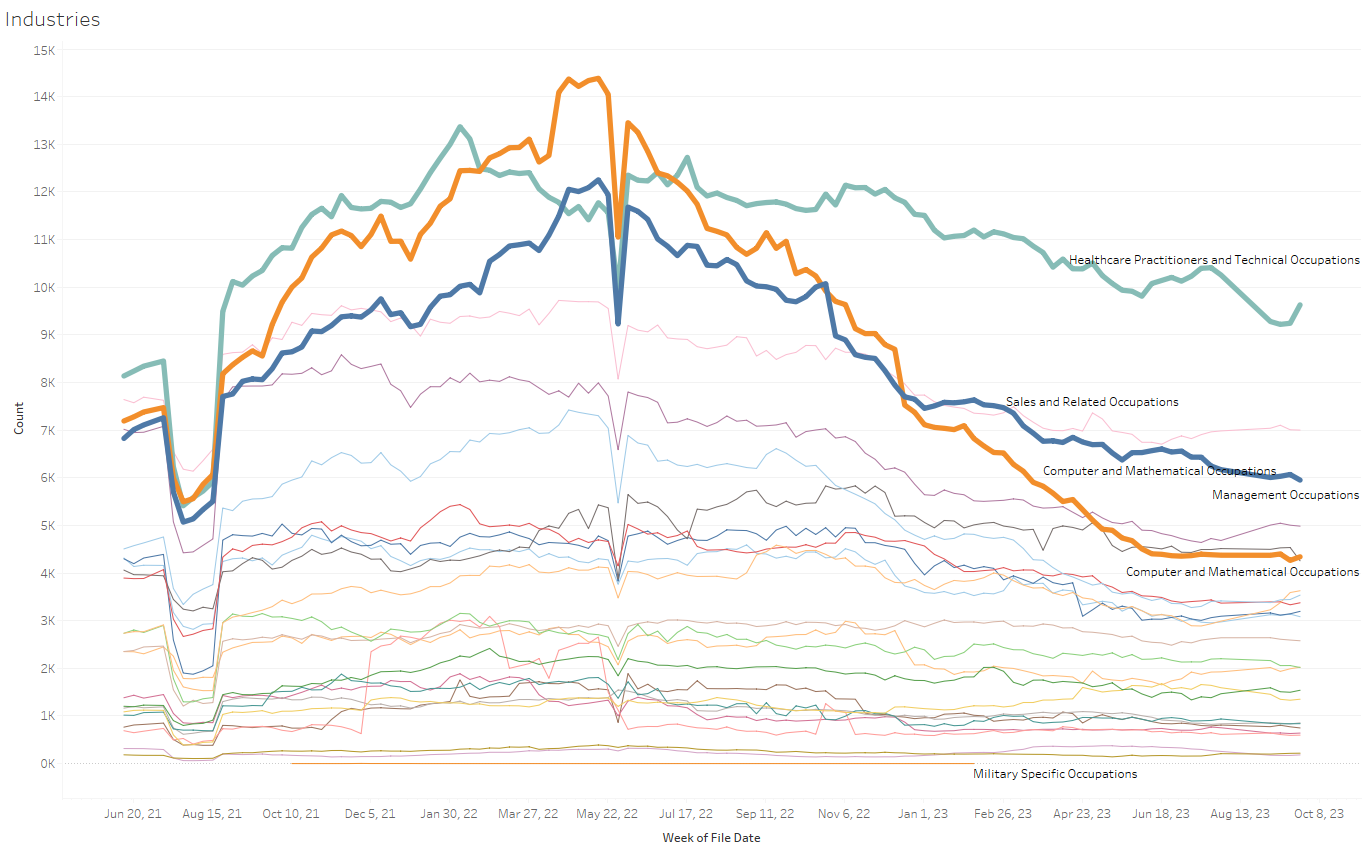 Industries
15K
14K
13K
12K
11K
10K
9K
8K
7K
6K
5K
4K
3K
2K
1K
0K
Count
Healthcare Practitioners and Technical Occupations
Sales and Related Occupations
Computer and Mathematical Occupations
Management Occupations
Computer and Mathematical Occupations
Military Specific Occupations
Jun 20, 21 Aug 15, 21 Oct 10, 21 Dec 5, 21 Jan 30, 22 Mar 27, 22 May 22, 22 Jul 17, 22 Sep 11, 22 Nov 6, 22 Jan 1, 23 Feb 26, 23 Apr 23, 23 Jun 18, 23 Aug 13, 23 Oct 8, 23
Week of File Date